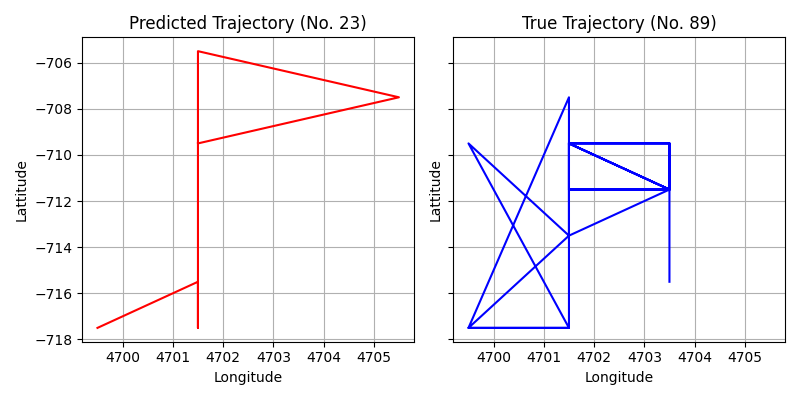 Predicted Trajectory (No. 23)
−706
−708
−710
−712
−714
−716
−718
Lattitude
4700 4701 4702 4703 4704 4705
Longitude
True Trajectory (No. 89)
Lattitude
4700 4701 4702 4703 4704 4705
Longitude